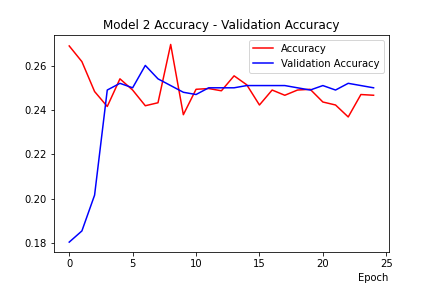 Model 2 Accuracy - Validation Accuracy
Accuracy
Validation Accuracy
0.26
0.24
0.22
0.20
0.18
0 5 10 15 20 25
Epoch